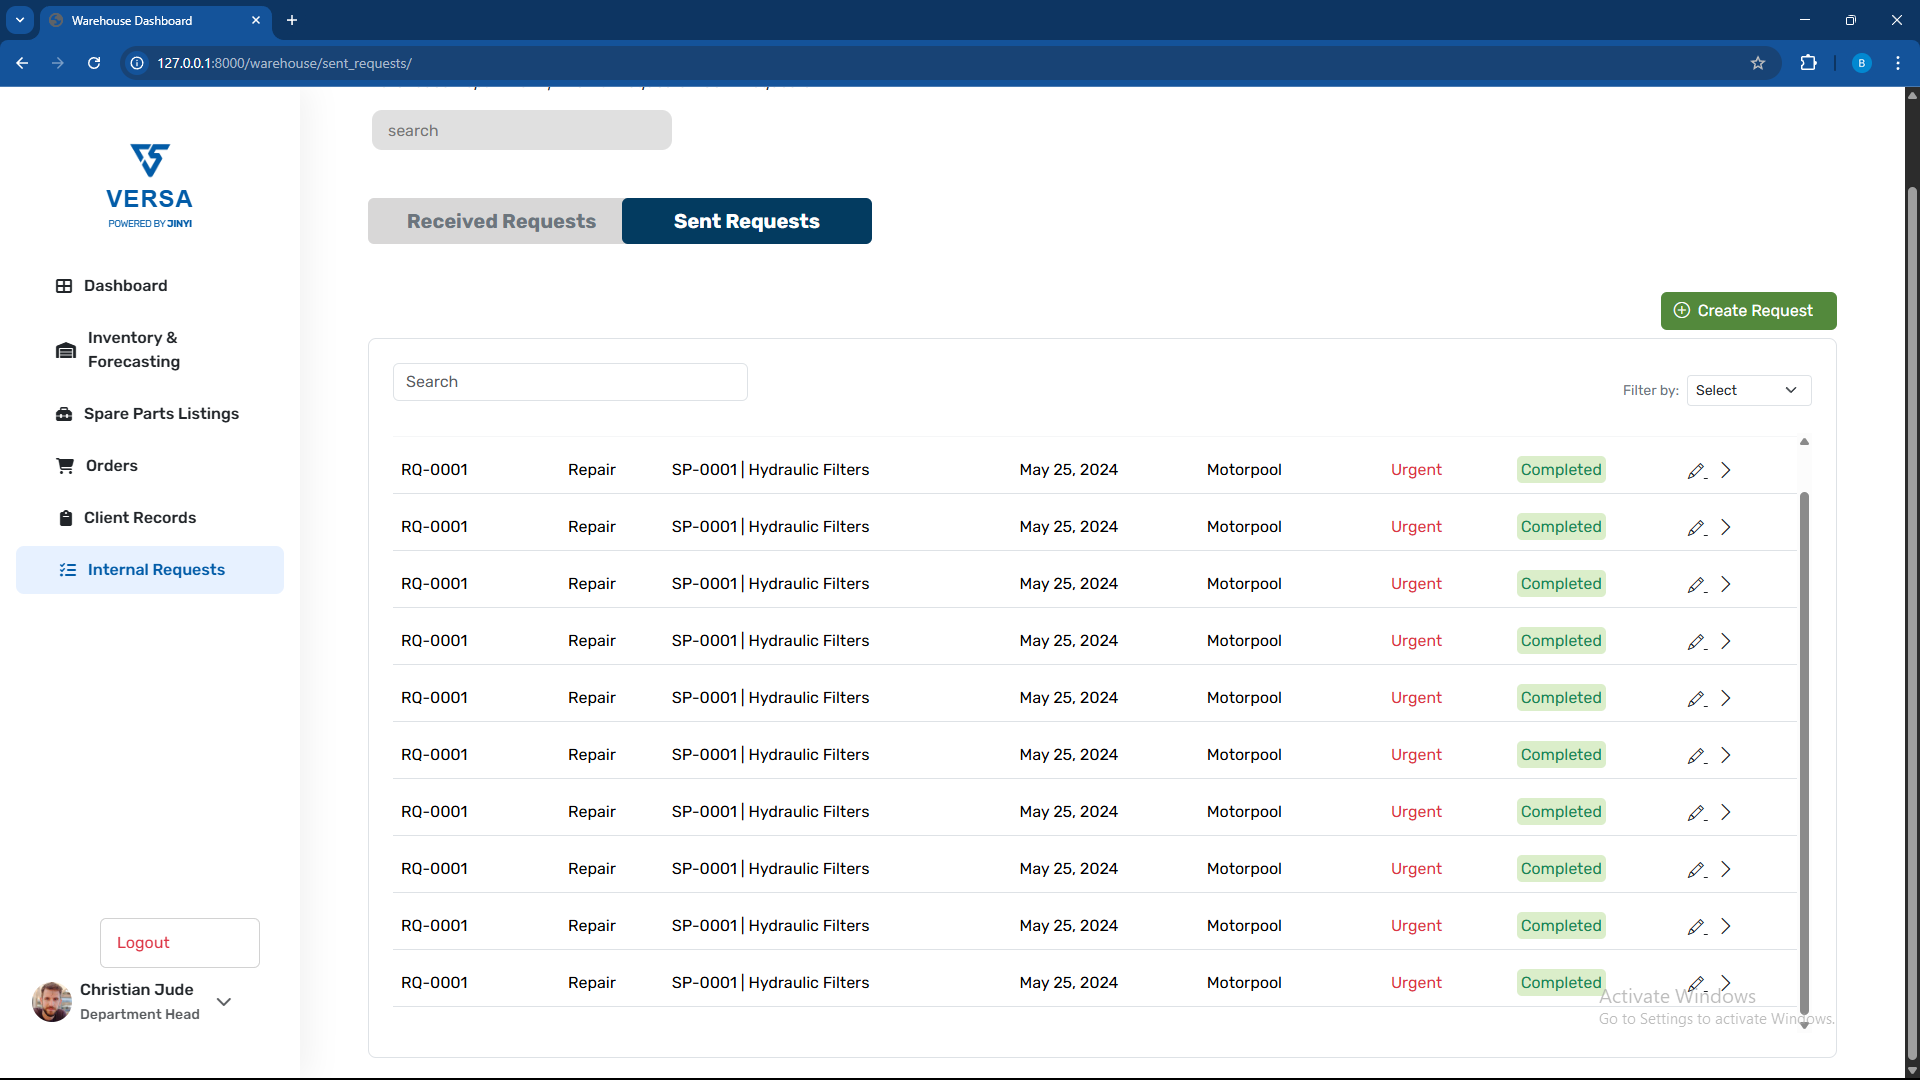 Warehouse Dashboard
127.0.0.1:8000/warehouse/sent_requests/
B
VERSA
POWERED BY JINYI
Dashboard
Inventory &
Forecasting
Spare Parts Listings
Orders
Client Records
Internal Requests
Logout
Christian Jude
Department Head
search
Received Requests
Sent Requests
Create Request
Search
Filter by: Select
RQ-0001 Repair SP-0001| Hydraulic Filters May 25, 2024 Motorpool Urgent Completed
RQ-0001 Repair SP-0001| Hydraulic Filters May 25, 2024 Motorpool Urgent Completed
RQ-0001 Repair SP-0001| Hydraulic Filters May 25, 2024 Motorpool Urgent Completed
RQ-0001 Repair SP-0001| Hydraulic Filters May 25, 2024 Motorpool Urgent Completed
RQ-0001 Repair SP-0001| Hydraulic Filters May 25, 2024 Motorpool Urgent Completed
RQ-0001 Repair SP-0001| Hydraulic Filters May 25, 2024 Motorpool Urgent Completed
RQ-0001 Repair SP-0001| Hydraulic Filters May 25, 2024 Motorpool Urgent Completed
RQ-0001 Repair SP-0001| Hydraulic Filters May 25, 2024 Motorpool Urgent Completed
RQ-0001 Repair SP-0001| Hydraulic Filters May 25, 2024 Motorpool Urgent Completed
RQ-0001 Repair SP-0001| Hydraulic Filters May 25, 2024 Motorpool Urgent Completed
Activate Windows
Go to Settings to activate Windows.